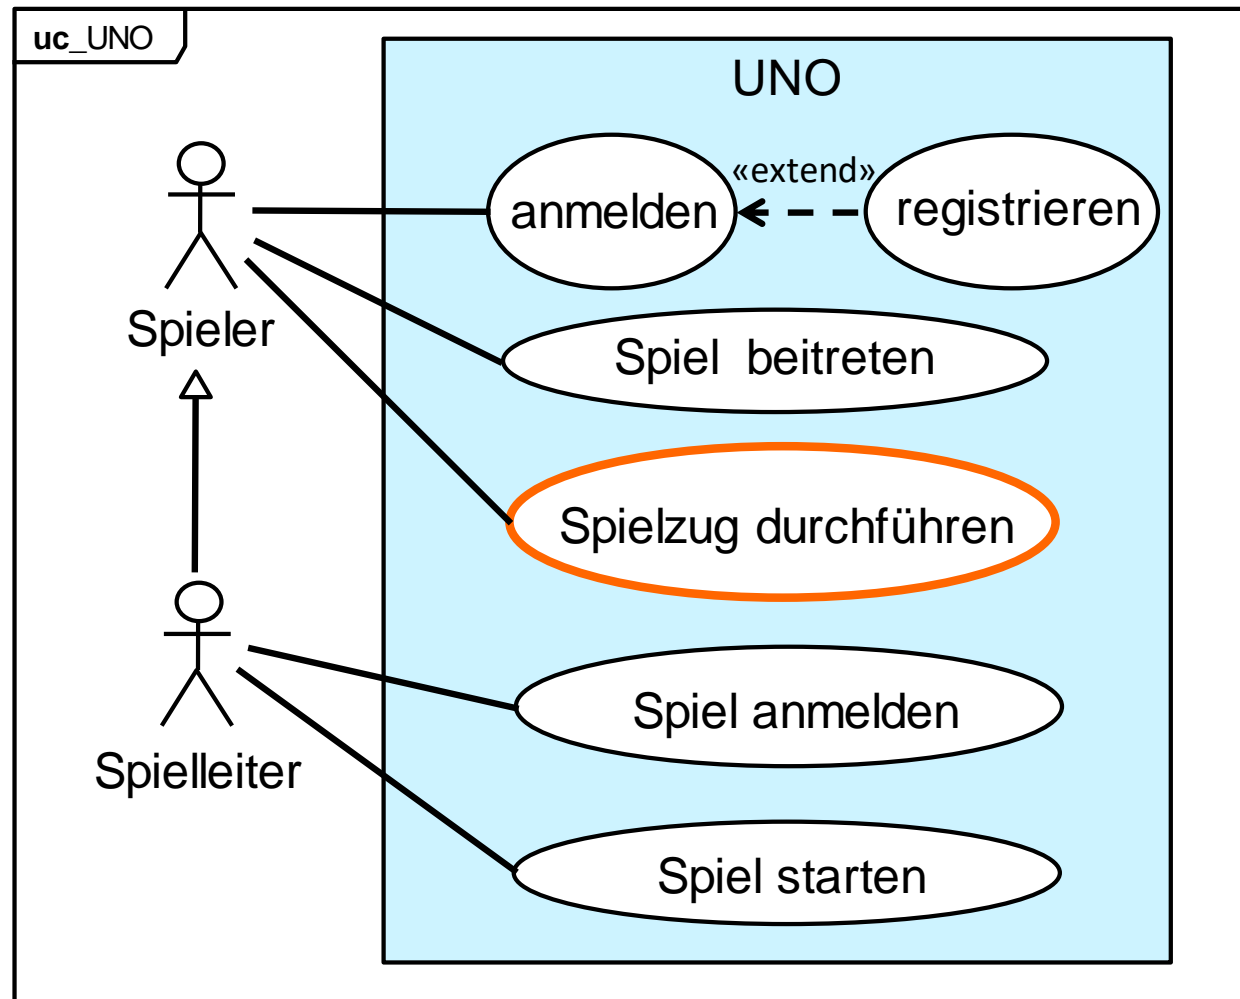 uc_UNO
UNO
anmelden
«extend»
registrieren
Spieler
Spiel beitreten
Spielzug durchführen
Spiel anmelden
Spielleiter
Spiel starten